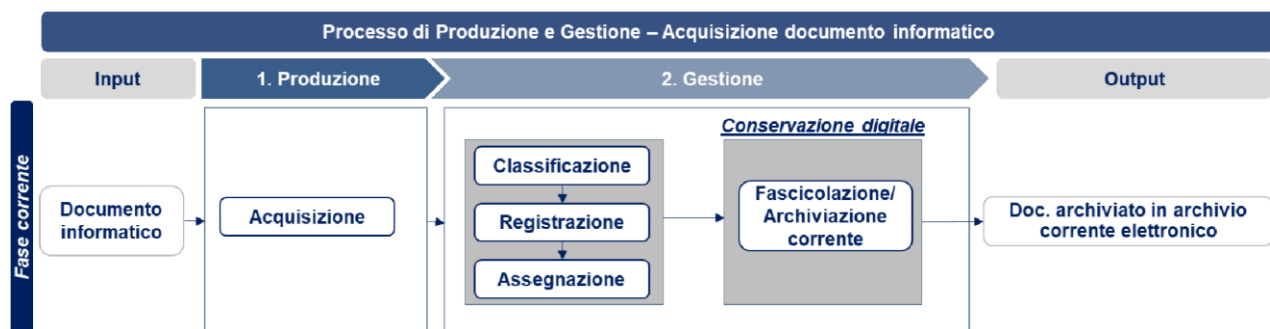 Processo di Produzione e Gestione – Acquisizione documento informatico
Input
1. Produzione
2. Gestione
Output
Fase corrente
Documento
informatico
Acquisizione
Classificazione
Registrazione
Assegnazione
Conservazione digitale
Fascicolazione/
Archiviazione
corrente
Doc. archiviato in archivio
corrente elettronico